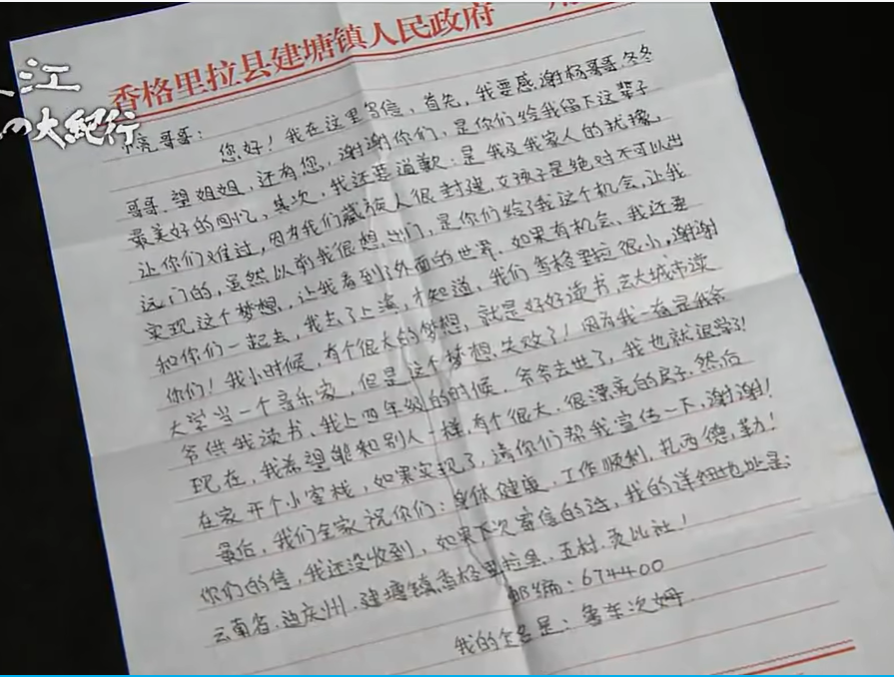 江
の大紀行
香格里拉县建塘镇人民政府
亮哥哥：
您好！我在这里写信，首先，我要感谢杨哥哥，冬冬
哥哥，望姐姐，还有您，谢谢你们，是你们给我留下这辈子
最美好的回忆，其次，我还要道歉：是我及我家人的犹豫，
让你们难过，因为我们藏族人很封建，女孩子是绝对不可以出
远门的，虽然以前我很想出门，是你们给了我这个机会，让我
实现这个梦想，让我看到了外面的世界，如果有机会，我还要
和你们一起去，我去了上海，才知道，我们香格里拉很小，谢谢
你们！我小时候，有个很大的梦想，就是好好读书，去大城市读
大学当一个音乐家，但是这个梦想，失败了！因为我一直是我爷
爷供我读书、我上四年级的时候，爷爷去世了，我也就退学了！
现在，我希望能和别人一样，有个很大，很漂亮的房子，然后
在家开个小客栈，如果实现了，请你们帮我宣传一下，谢谢！
最后，我们全家祝你们：身体健康，工作顺利，扎西德，勒！
你们的信，我还没收到，如果下次寄信的话，我的详细地址是：
云南省，迪庆州，建塘镇，香格里拉县，五村，
邮编：674400
我的全名是：茸车次姆